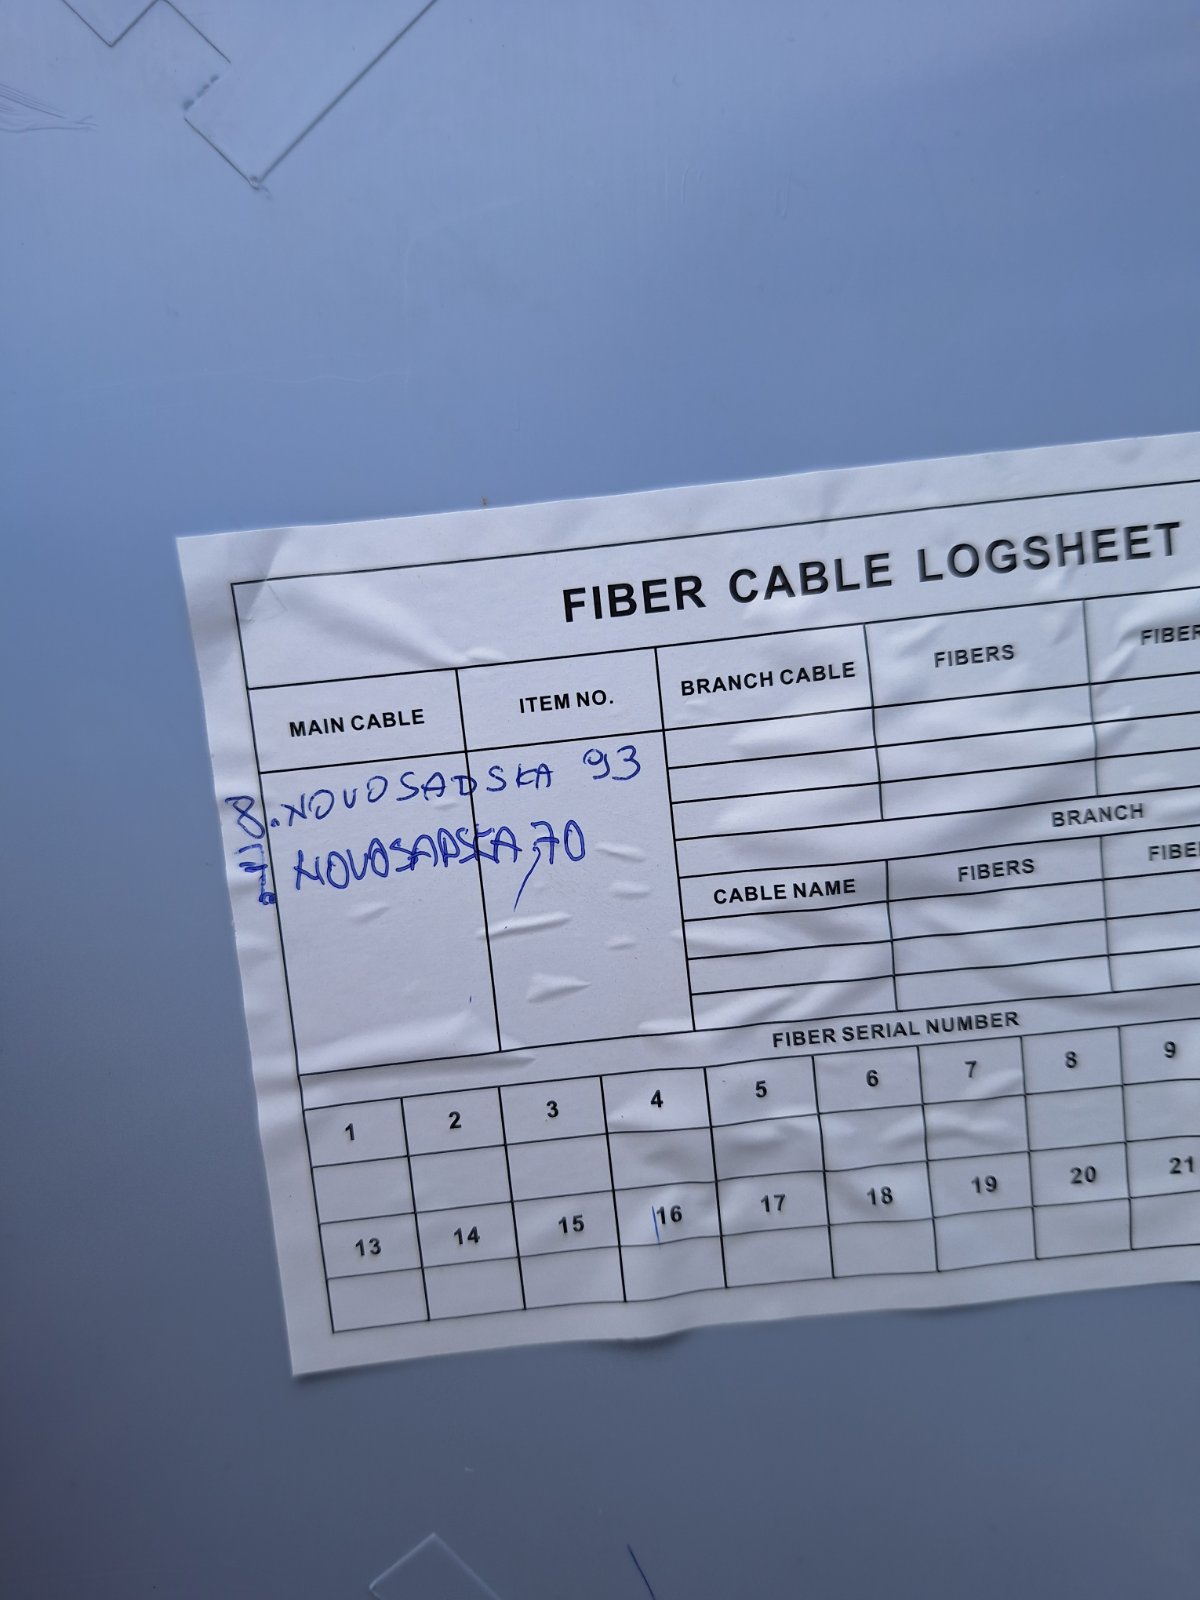 FIBER CABLE LOGSHEET
MAIN CABLE ITEM NO. BRANCH CABLE FIBERS FIBER
8. NOVOSADSKA 93
NOVOSADSKA 70
BRANCH
CABLE NAME FIBERS FIBE
FIBER SERIAL NUMBER
1 2 3 4 5 6 7 8 9
13 14 15 16 17 18 19 20 21